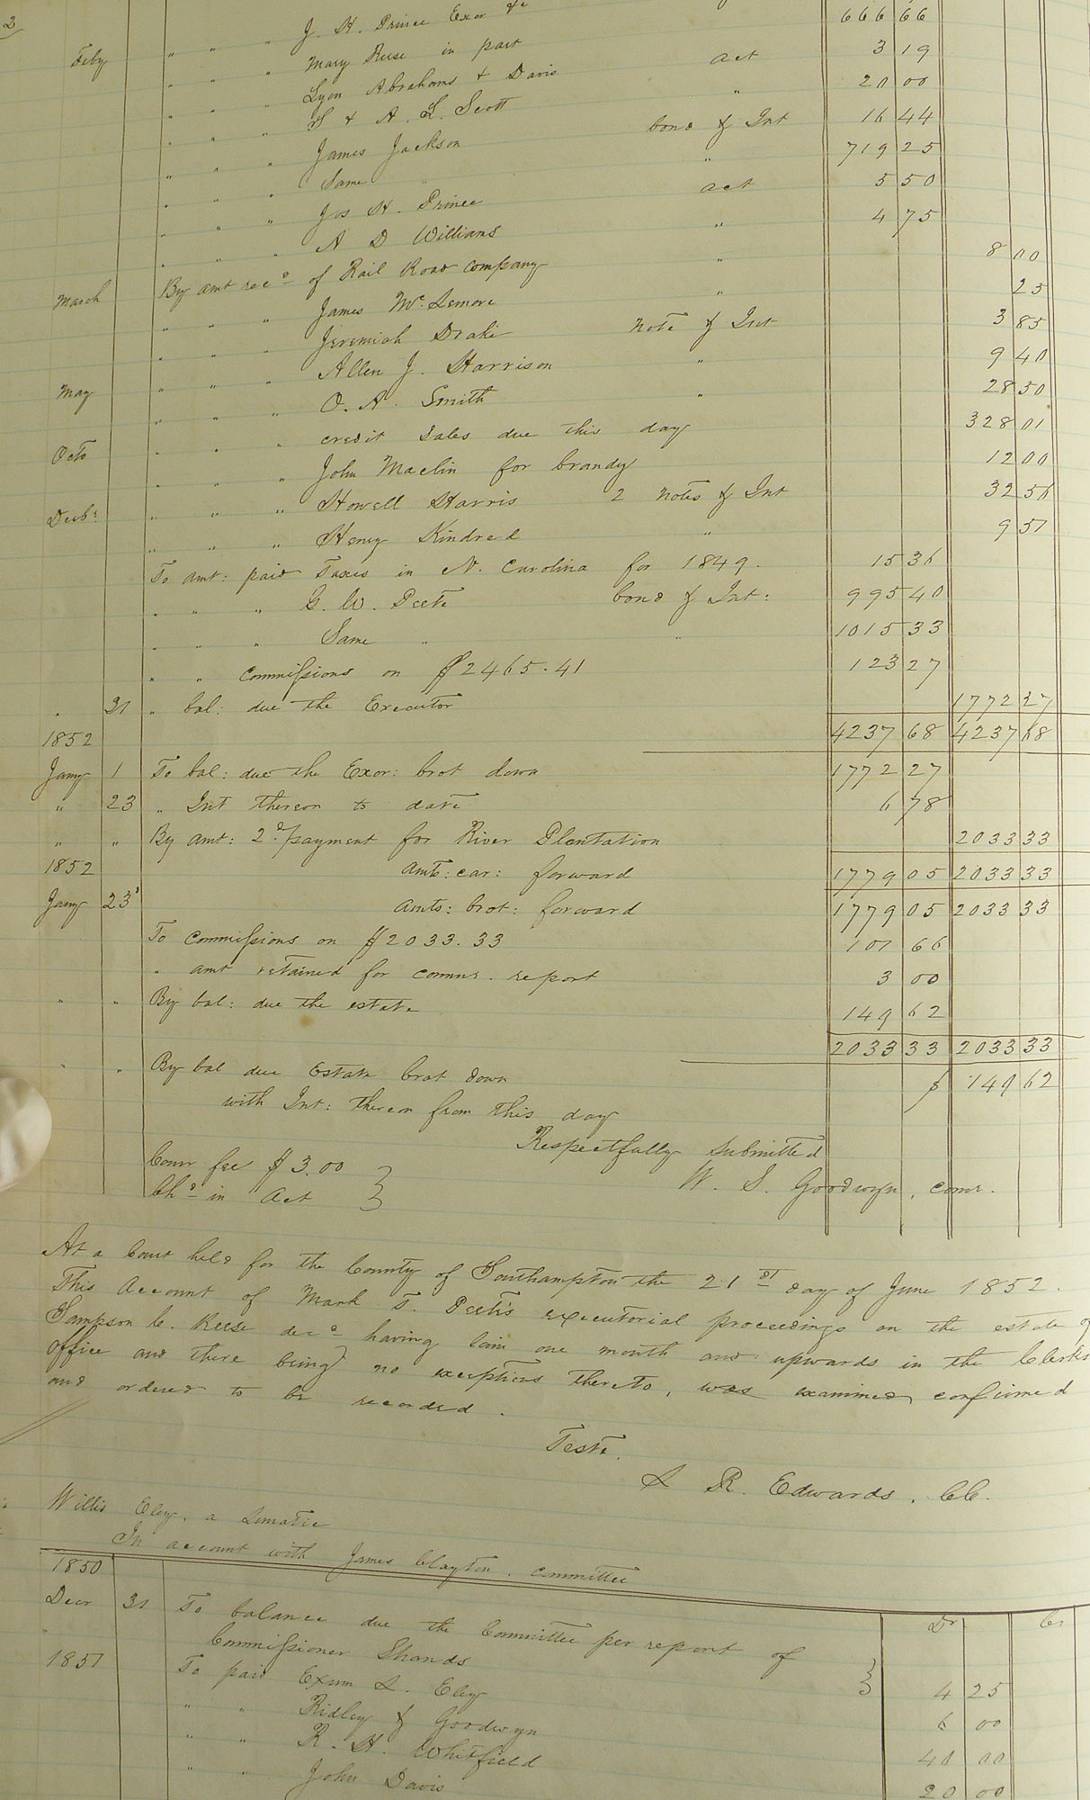 2
" " " J. H. Prince Exor &c 666 66
Feby " " " Mary Reese in part act 3 19
" " " Lyon Abrahams & Davis " 20 00
" " " S & A. L. Scott bond & Int 16 44
" " " James Jackson " 719 25
" " " Same act 5 50
" " " Jos H. Prince " 4 75
" " " A D Williams " 8 00
March By amt recd of Rail Road company " 25
" " " James McLemore note & Int 3 85
" " " Jeremiah Drake " 9 40
" " " Allen J. Harrison " 28 50
May " " " O. A. Smith
" " " credit sales due this day 328 01
Octo " " " John Maclin for brandy 12 00
" " " Howell Harris 2 notes & Int 32 56
Decbr " " " Henry Kindred " 9 57
To amt: paid Taxes in N. Carolina for 1849. 15 36
" " " G. W. Peete bond & Int: 995 40
" " " Same " " 1015 33
" " commissions on $2465.41 123 27
" 31 " bal: due the Executor 1772 27
1852 4237 68 4237 68
Jany 1 To bal: due the Exor: brot down 1772 27
" 23 " Int thereon to date 6 78
" " By amt: 2d payment for River Plantation 2033 33
1852 amts: car: forward 1779 05 2033 33
Jany 23 amts: brot: forward 1779 05 2033 33
To commissions on $2033.33 101 66
" amt retained for commr. report 3 00
" " By bal: due the estate 149 62
2033 33 2033 33
" " By bal due Estate brot down $ 149 62
with Int: thereon from this day
Respectfully submitted
Comr fee $3.00 } W. S. Goodwyn, comr.
Chd in Act }
At a Court held for the County of Southampton the 21st day of June 1852.
This Account of Mark T. Peete's executorial proceedings on the estate of
Sampson C. Reese decd having lain one month and upwards in the Clerk's
office and there being no exceptions thereto, was examined, confirmed
and ordered to be recorded.
Teste.
L R. Edwards, CC.
Willis Eley, a Lunatic
In account with James Clayton, committee
1850 Dr Cr
Decr 31 To balance due the Committee per report of }
Commissioner Shands } 4 25
1851 To paid Exum L. Eley 6 00
" " Ridley & Goodwyn 40 00
" " R. H. Whitfield 20 00
" " John Davis